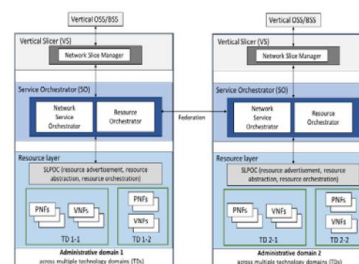 Vertical OSS/BSS
Vertical Slicer (VS)
Network Slice Manager
Service Orchestrator (SO)
Network
Service
Orchestrator
Resource
Orchestrator
Resource layer
SLPOC (resource advertisement, resource
abstraction, resource orchestration)
PNFs
VNFs
TD 1-1
PNFs
VNFs
TD 1-2
Administrative domain 1
across multiple technology domains (TDs)
Federation
Vertical OSS/BSS
Vertical Slicer (VS)
Network Slice Manager
Service Orchestrator (SO)
Network
Service
Orchestrator
Resource
Orchestrator
Resource layer
SLPOC (resource advertisement, resource
abstraction, resource orchestration)
PNFs
VNFs
TD 2-1
PNFs
VNFs
TD 2-2
Administrative domain 2
across multiple technology domains (TDs)